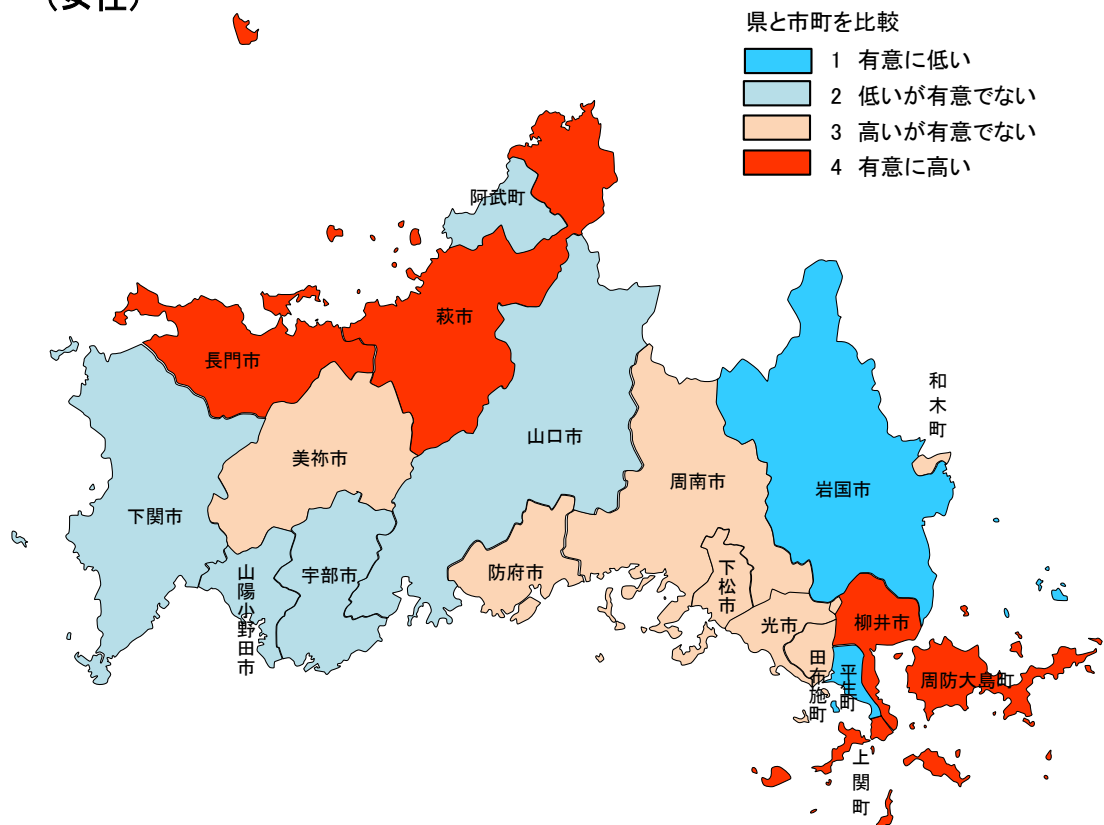 （女性）
県と市町を比較
1 有意に低い
2 低いが有意でない
3 高いが有意でない
4 有意に高い
阿武町
萩市
長門市
和木町
山口市
美祢市
周南市
岩国市
下関市
防府市
宇部市
山陽小野田市
下松市
光市
柳井市
田布施町
平生町
周防大島町
上関町